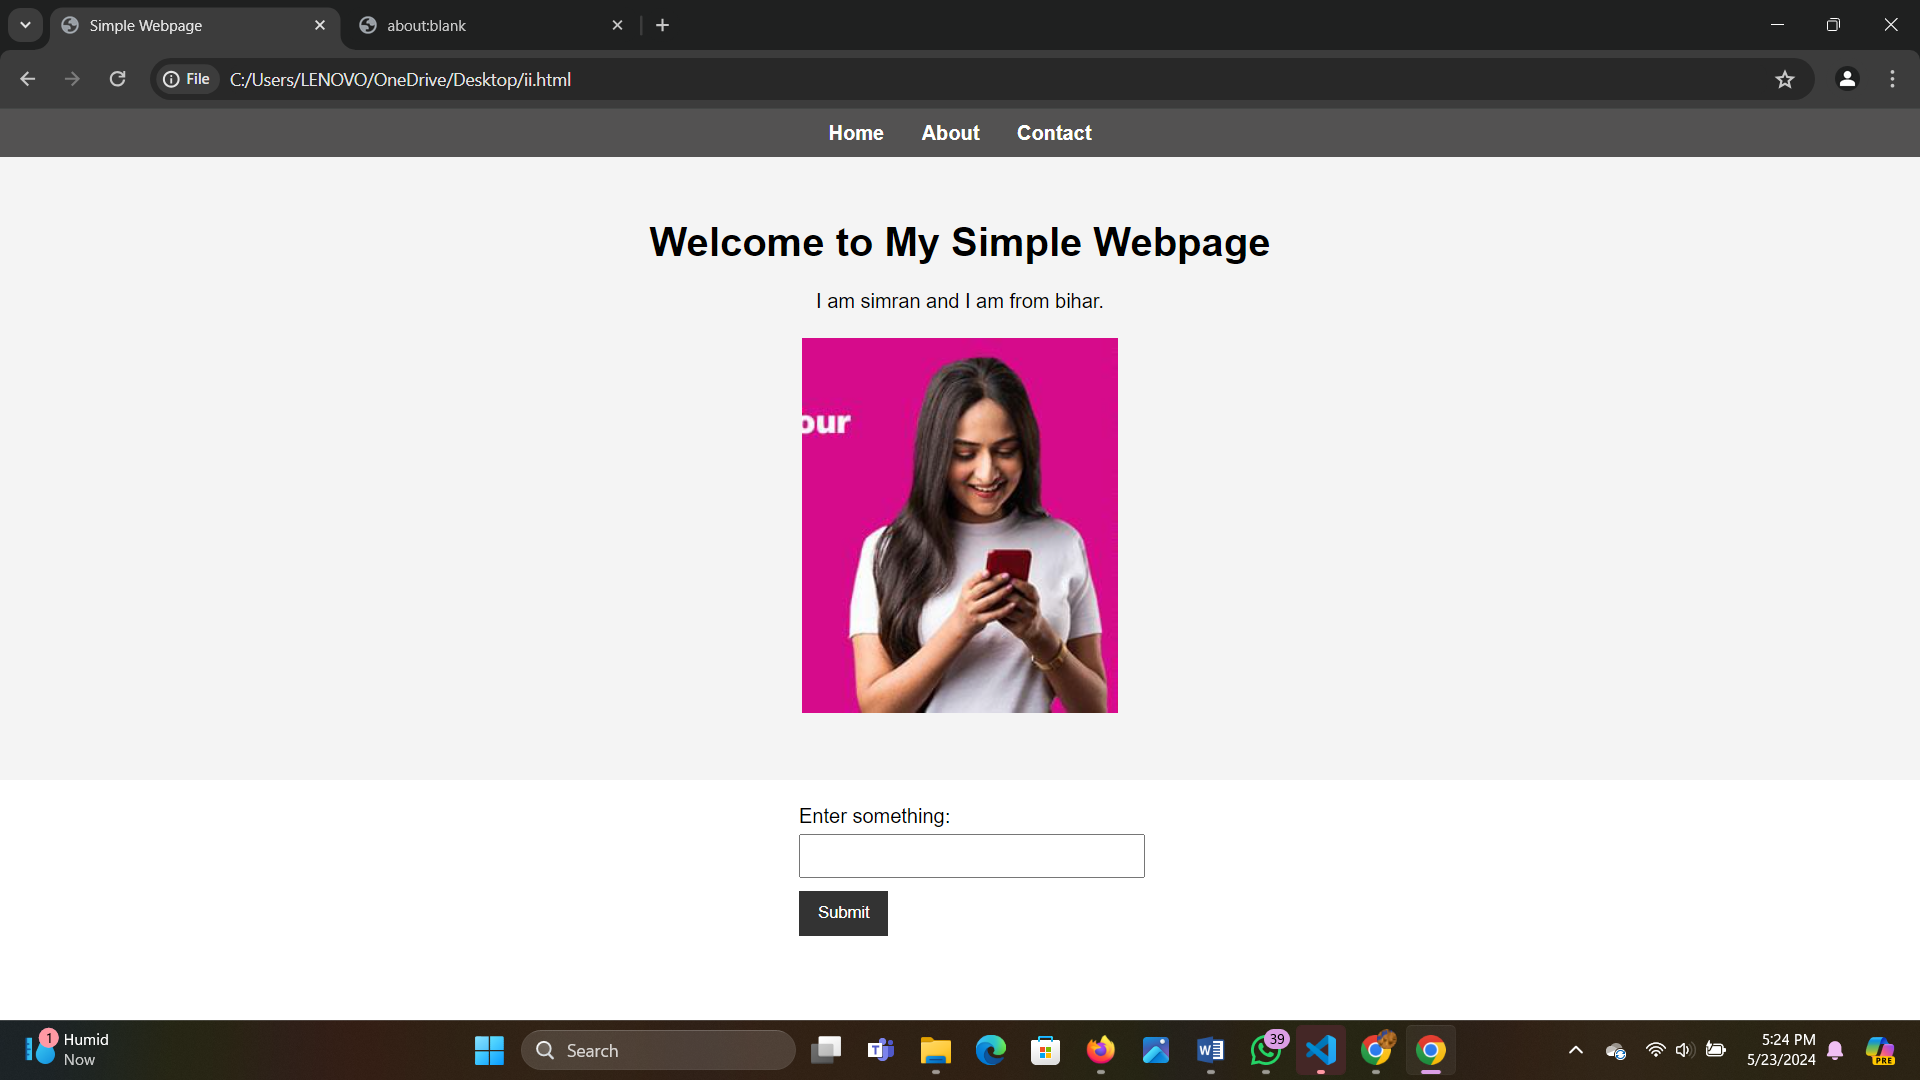 Simple Webpage
about:blank
File
C:/Users/LENOVO/OneDrive/Desktop/ii.html
Home
About
Contact
Welcome to My Simple Webpage
I am simran and I am from bihar.
our
Enter something:
Submit
1
Humid
Now
Search
39
5:24 PM
5/23/2024
PRE